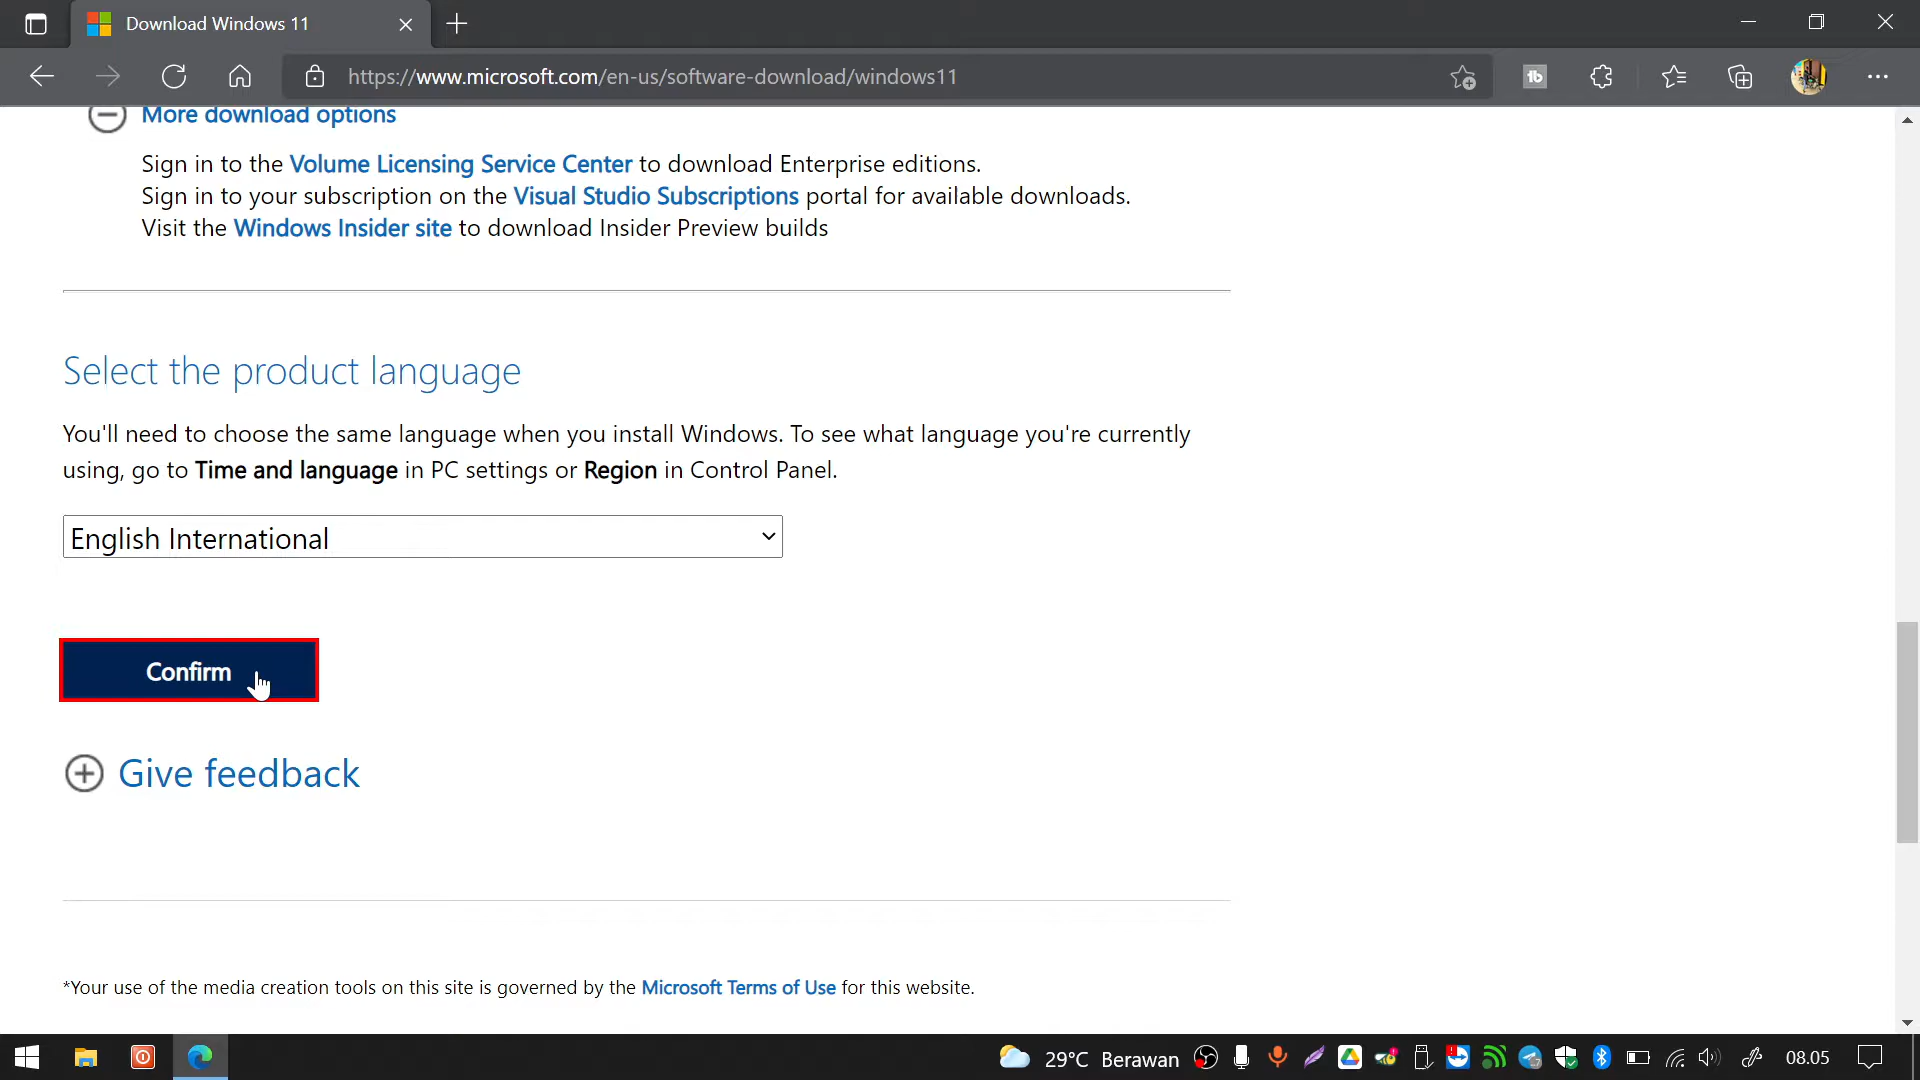 Download Windows 11
https://www.microsoft.com/en-us/software-download/windows11
More download options
Sign in to the Volume Licensing Service Center to download Enterprise editions.
Sign in to your subscription on the Visual Studio Subscriptions portal for available downloads.
Visit the Windows Insider site to download Insider Preview builds
Select the product language
You'll need to choose the same language when you install Windows. To see what language you're currently
using, go to Time and language in PC settings or Region in Control Panel.
English International
Confirm
Give feedback
*Your use of the media creation tools on this site is governed by the Microsoft Terms of Use for this website.
29°C Berawan
08.05